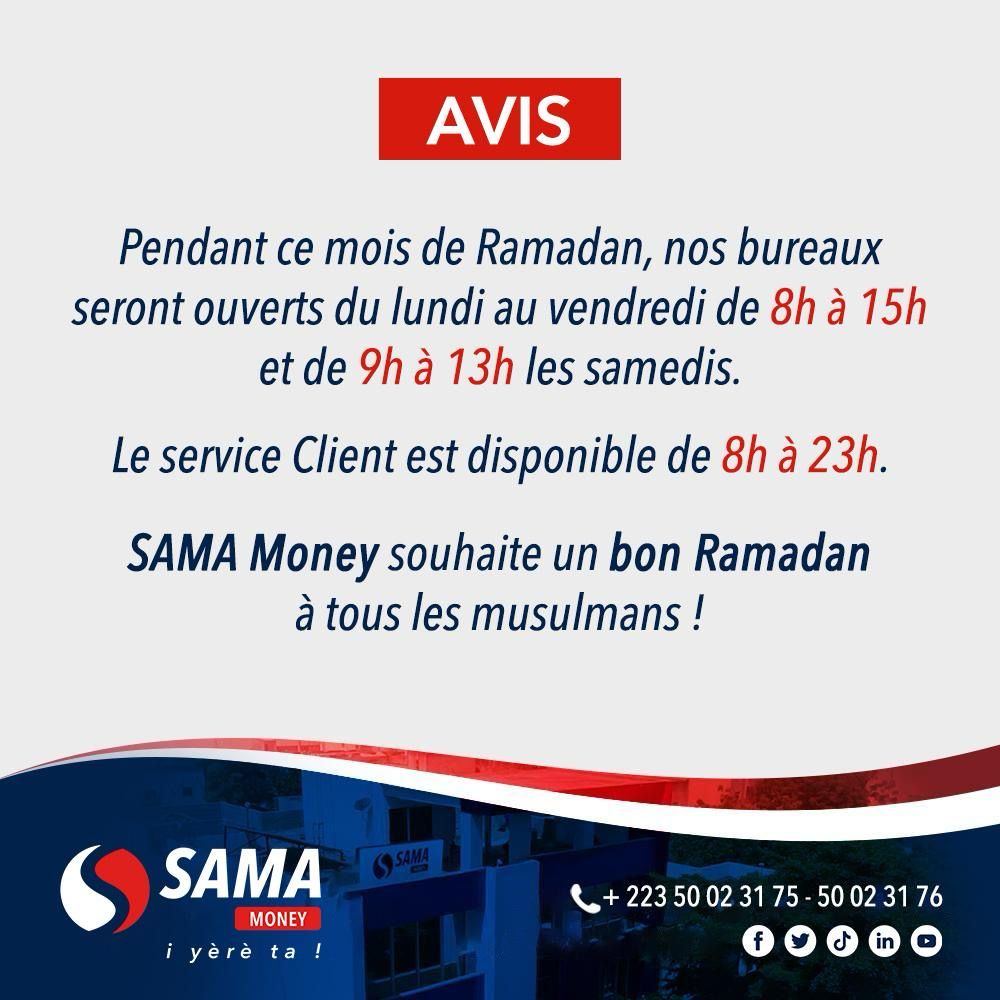 AVIS
Pendant ce mois de Ramadan, nos bureaux
seront ouverts du lundi au vendredi de 8h à 15h
et de 9h à 13h les samedis.
Le service Client est disponible de 8h à 23h.
SAMA Money souhaite un bon Ramadan
à tous les musulmans !
SAMA
SAMA
MONEY
i yèrè ta !
+ 223 50 02 31 75 - 50 02 31 76